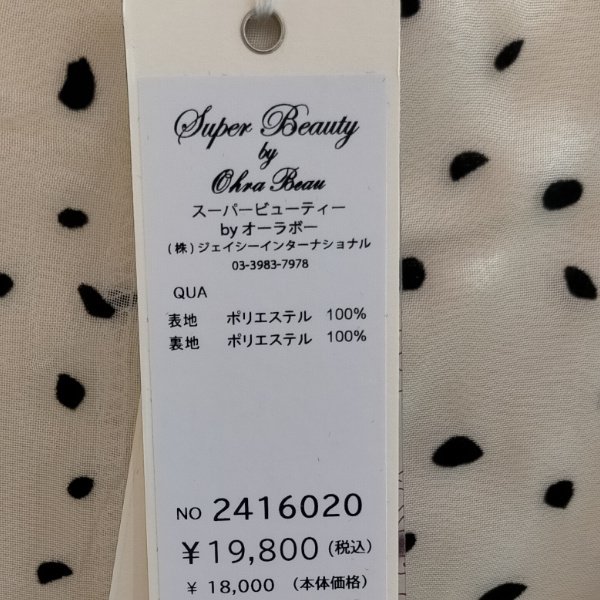 Super Beauty
by
Ohra Beau
スーパービューティー
by オーラボー
(株)ジェイシーインターナショナル
03-3983-7978
QUA
表地 ポリエステル 100%
裏地 ポリエステル 100%
NO 2416020
¥19,800 (税込)
¥ 18,000 (本体価格)